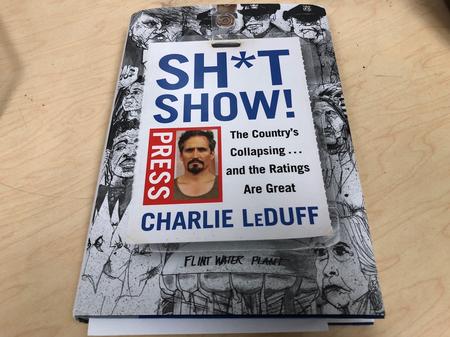 SH*T
SHOW!
PRESS
The Country's
Collapsing...
and the Ratings
Are Great
CHARLIE LEDUFF
FLINT WATER PLANT